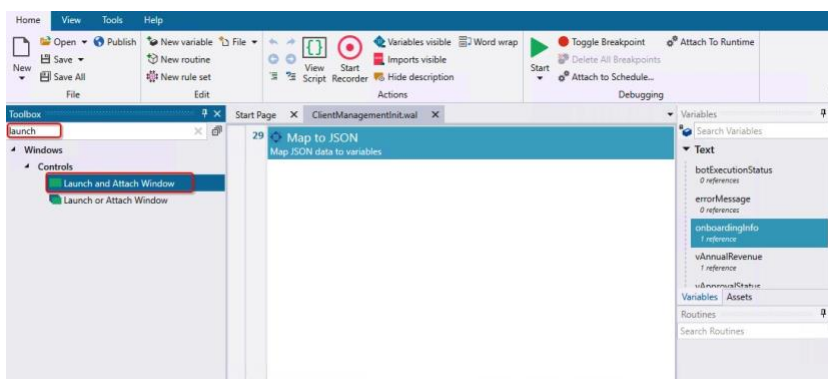 Home View Tools Help
Open Publish New variable File Variables visible Word wrap Toggle Breakpoint Attach To Runtime
New Save New routine View Script Start Recorder Imports visible Start Delete All Breakpoints
Save All New rule set Hide description Attach to Schedule...
File Edit Actions Debugging
Toolbox Start Page ClientManagementInit.wal Variables
launch 29 Map to JSON Search Variables
Map JSON data to variables
Windows Text
Controls
Launch and Attach Window botExecutionStatus
0 references
Launch or Attach Window errorMessage
0 references
onboardingInfo
1 reference
vAnnualRevenue
1 reference
vApprovalStatus
Variables Assets
Routines
Search Routines